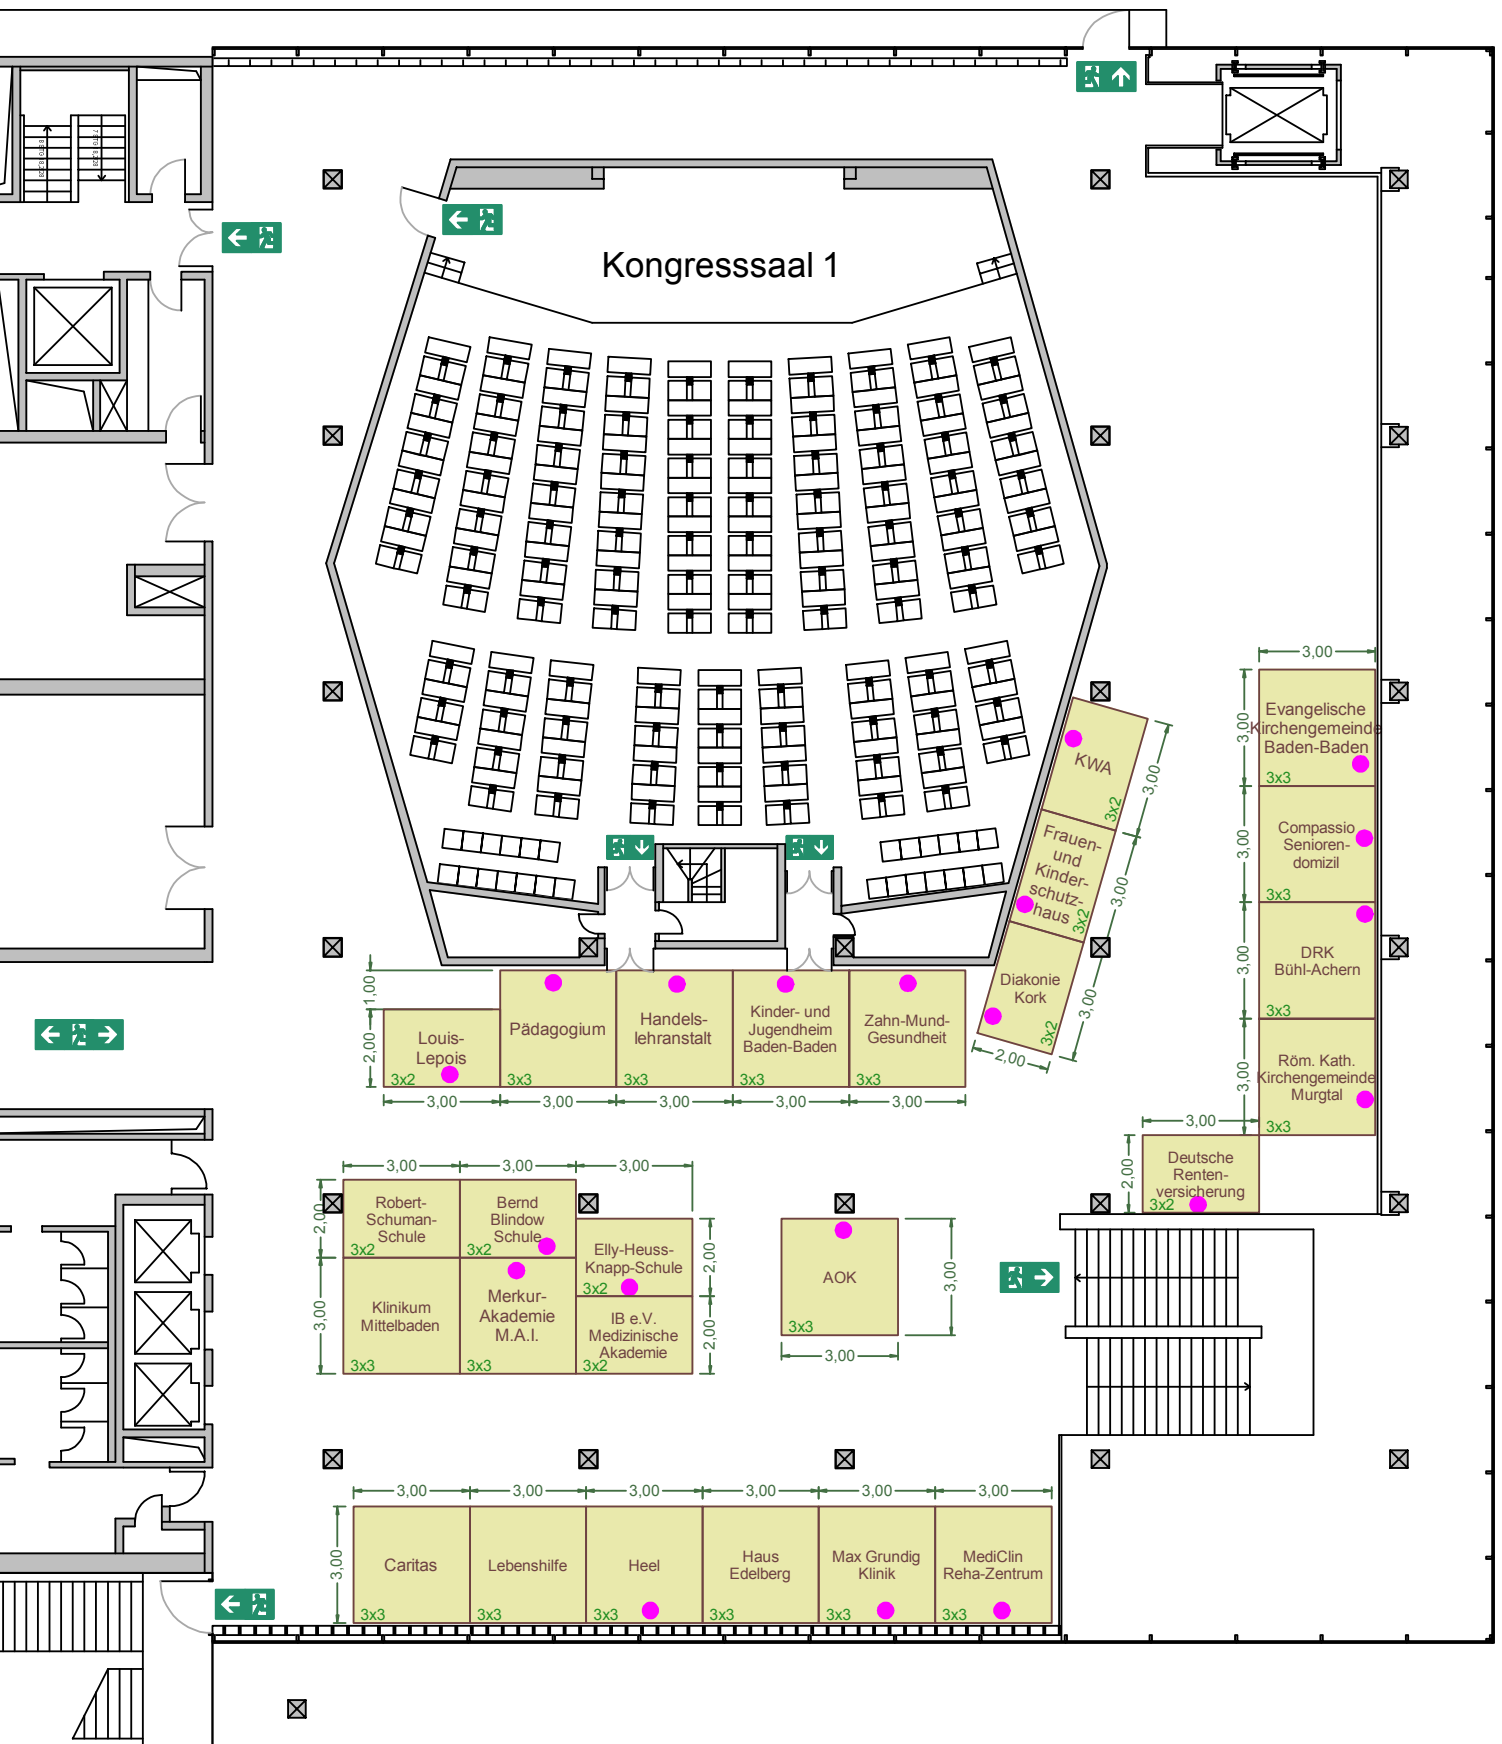 Kongresssaal 1
3,00
Evangelische
Kirchengemeinde
Baden-Baden
3x3
3,00
KWA
3x2
3,00
Compassio
Senioren-
domizil
3x3
3,00
Frauen-
und
Kinder-
schutz-
haus
3x2
3,00
DRK
Bühl-Achern
3x3
3,00
Diakonie
Kork
3x2
3,00
2,00
Röm. Kath.
Kirchengemeinde
Murgtal
3x3
3,00
1,00
2,00
Louis-
Lepois
3x2
Pädagogium
3x3
Handels-
lehranstalt
3x3
Kinder- und
Jugendheim
Baden-Baden
3x3
Zahn-Mund-
Gesundheit
3x3
3,00
3,00
3,00
3,00
3,00
3,00
2,00
Deutsche
Renten-
versicherung
3x2
3,00
3,00
3,00
2,00
Robert-
Schuman-
Schule
3x2
Bernd
Blindow
Schule
3x2
Elly-Heuss-
Knapp-Schule
3x2
2,00
3,00
Klinikum
Mittelbaden
3x3
Merkur-
Akademie
M.A.I.
3x3
IB e.V.
Medizinische
Akademie
3x2
2,00
AOK
3x3
3,00
3,00
3,00
3,00
3,00
3,00
3,00
3,00
3,00
Caritas
3x3
Lebenshilfe
3x3
Heel
3x3
Haus
Edelberg
3x3
Max Grundig
Klinik
3x3
MediClin
Reha-Zentrum
3x3